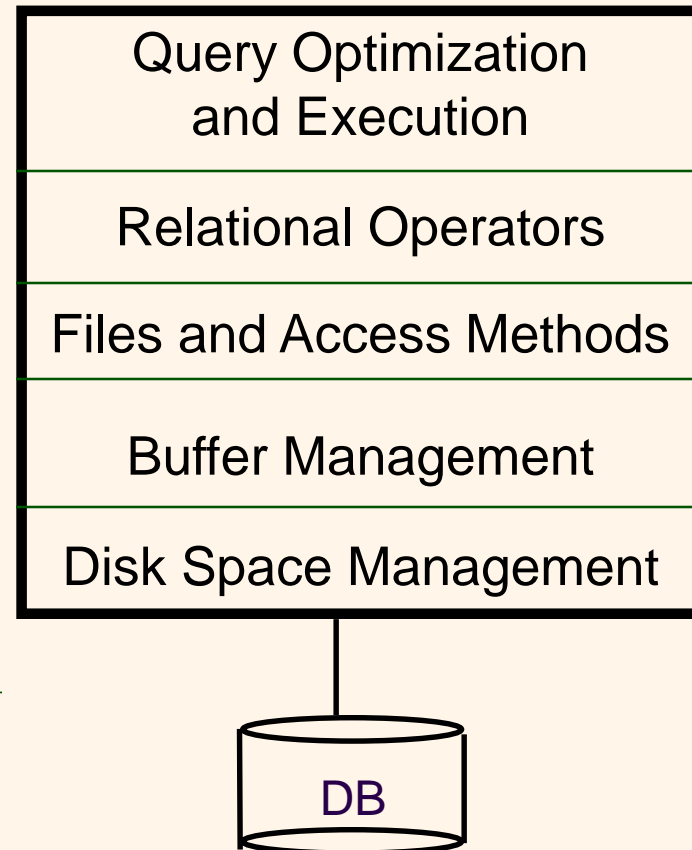 Query Optimization
and Execution
Relational Operators
Files and Access Methods
Buffer Management
Disk Space Management
DB